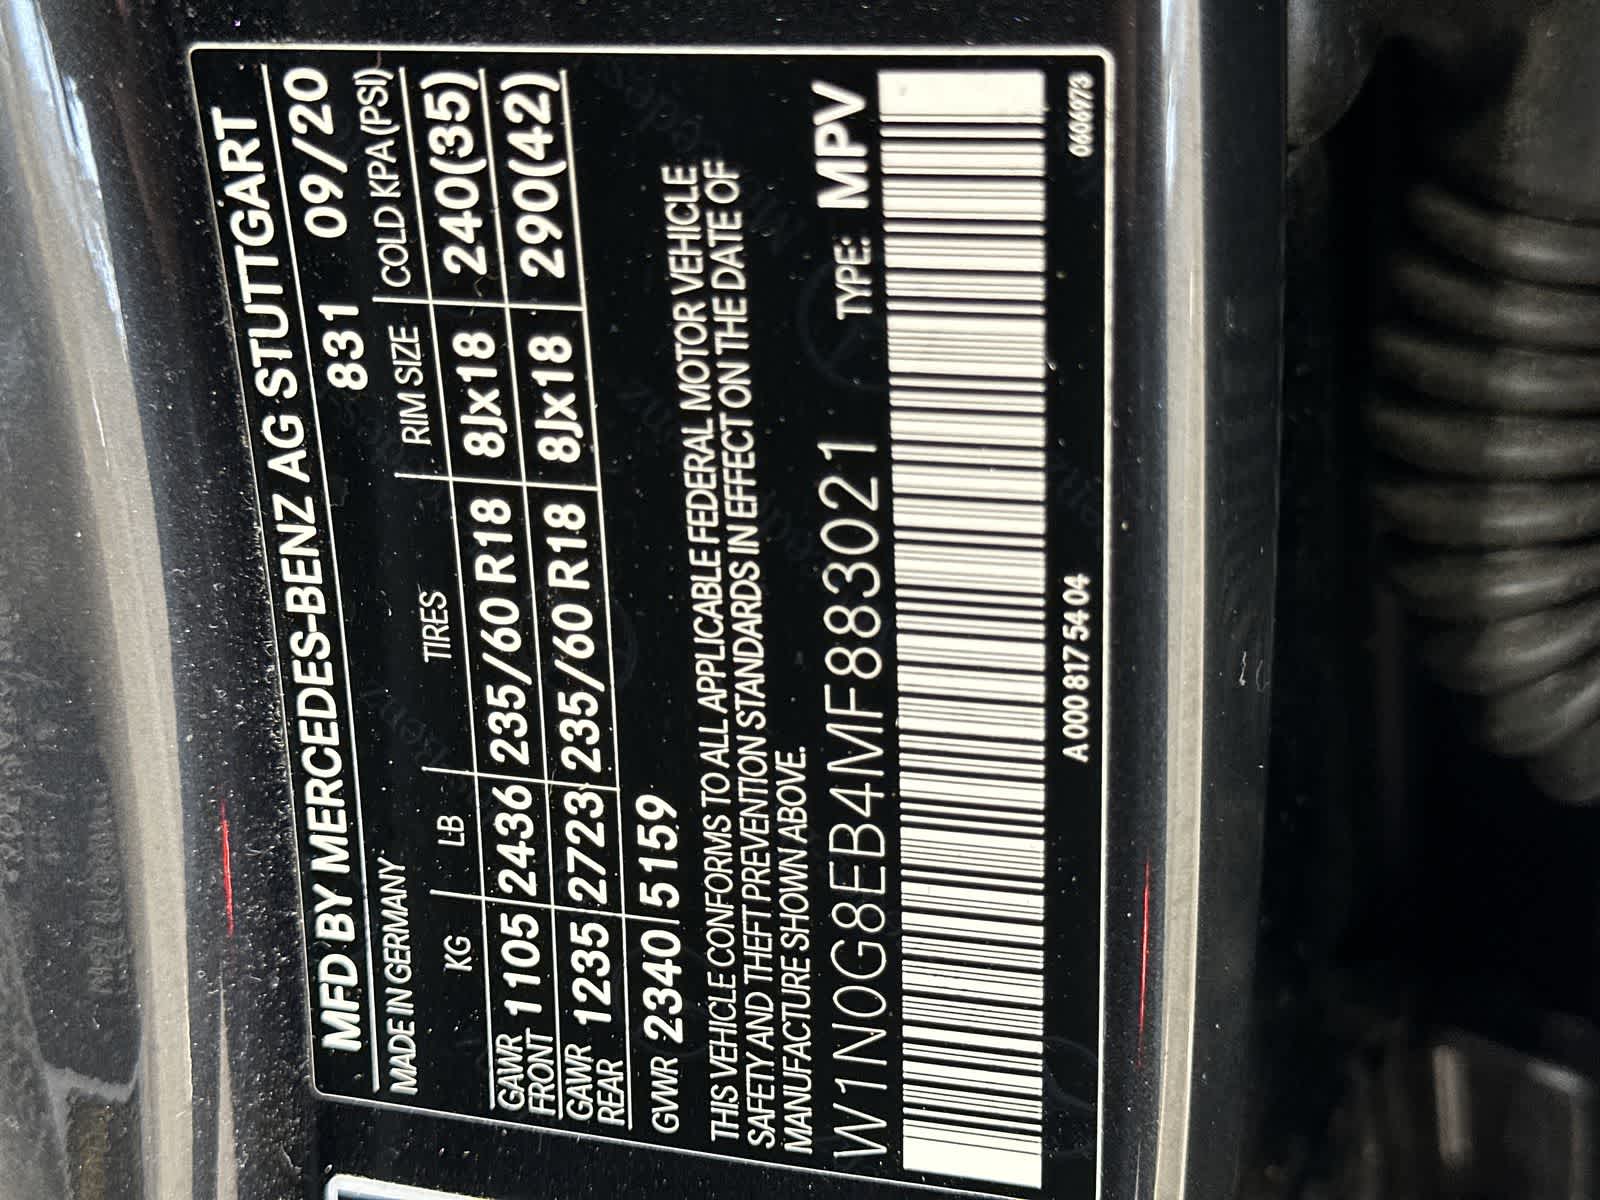 MFD BY MERCEDES-BENZ AG STUTTGART
MADE IN GERMANY 831 09/20
KG LB TIRES RIM SIZE COLD KPA(PSI)
GAWR FRONT 1105 2436 235/60 R18 8Jx18 240(35)
GAWR REAR 1235 2723 235/60 R18 8Jx18 290(42)
GWR 2340 5159
THIS VEHICLE CONFORMS TO ALL APPLICABLE FEDERAL MOTOR VEHICLE
SAFETY AND THEFT PREVENTION STANDARDS IN EFFECT ON THE DATE OF
MANUFACTURE SHOWN ABOVE.
W1N0G8EB4MF883021 TYPE: MPV
A 000 817 54 04 0606973